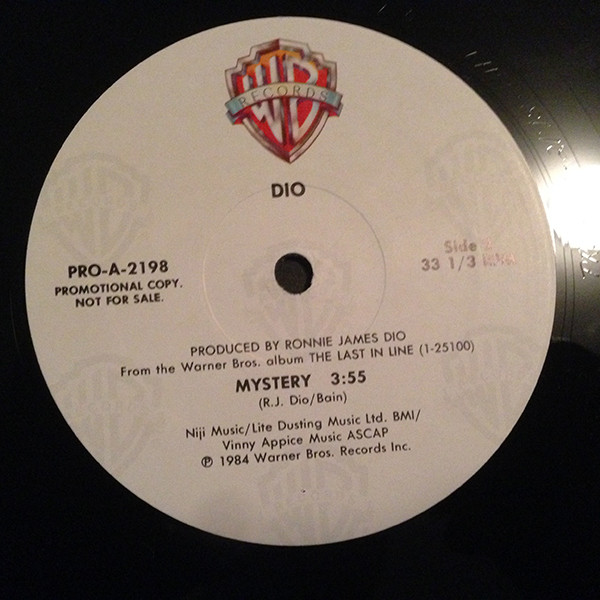 WB
RECORDS
DIO
PRO-A-2198
PROMOTIONAL COPY.
NOT FOR SALE.
Side
33 1/3
PRODUCED BY RONNIE JAMES DIO
From the Warner Bros. album THE LAST IN LINE (1-25100)
MYSTERY 3:55
(R.J. Dio/Bain)
Niji Music/Lite Dusting Music Ltd. BMI/
Vinny Appice Music ASCAP
℗ 1984 Warner Bros. Records Inc.